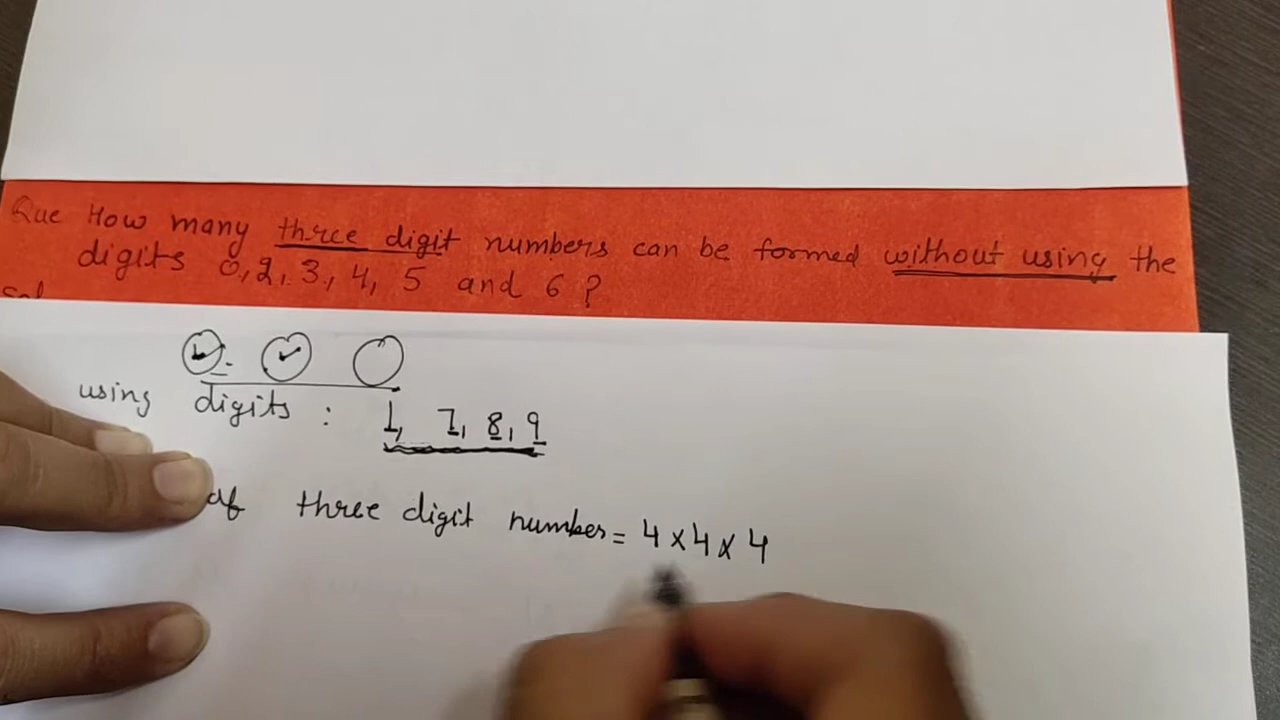 Que How many three digit numbers can be formed without using the
digits 0, 2, 3, 4, 5 and 6 ?
using digits : 1, 7, 8, 9
of three digit number = 4 × 4 × 4